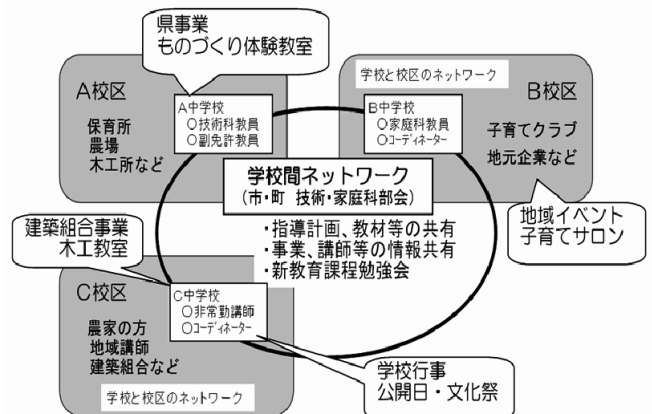 県事業
ものづくり体験教室
A校区
保育所
農場
木工所など
A中学校
○技術科教員
○副免許教員
学校と校区のネットワーク
B校区
B中学校
○家庭科教員
○コーディネーター
子育てクラブ
地元企業など
学校間ネットワーク
(市・町 技術・家庭科部会)
・指導計画、教材等の共有
・事業、講師等の情報共有
・新教育課程勉強会
地域イベント
子育てサロン
建築組合事業
木工教室
C校区
C中学校
○非常勤講師
○コーディネーター
農家の方
地域講師
建築組合など
学校と校区のネットワーク
学校行事
公開日・文化祭